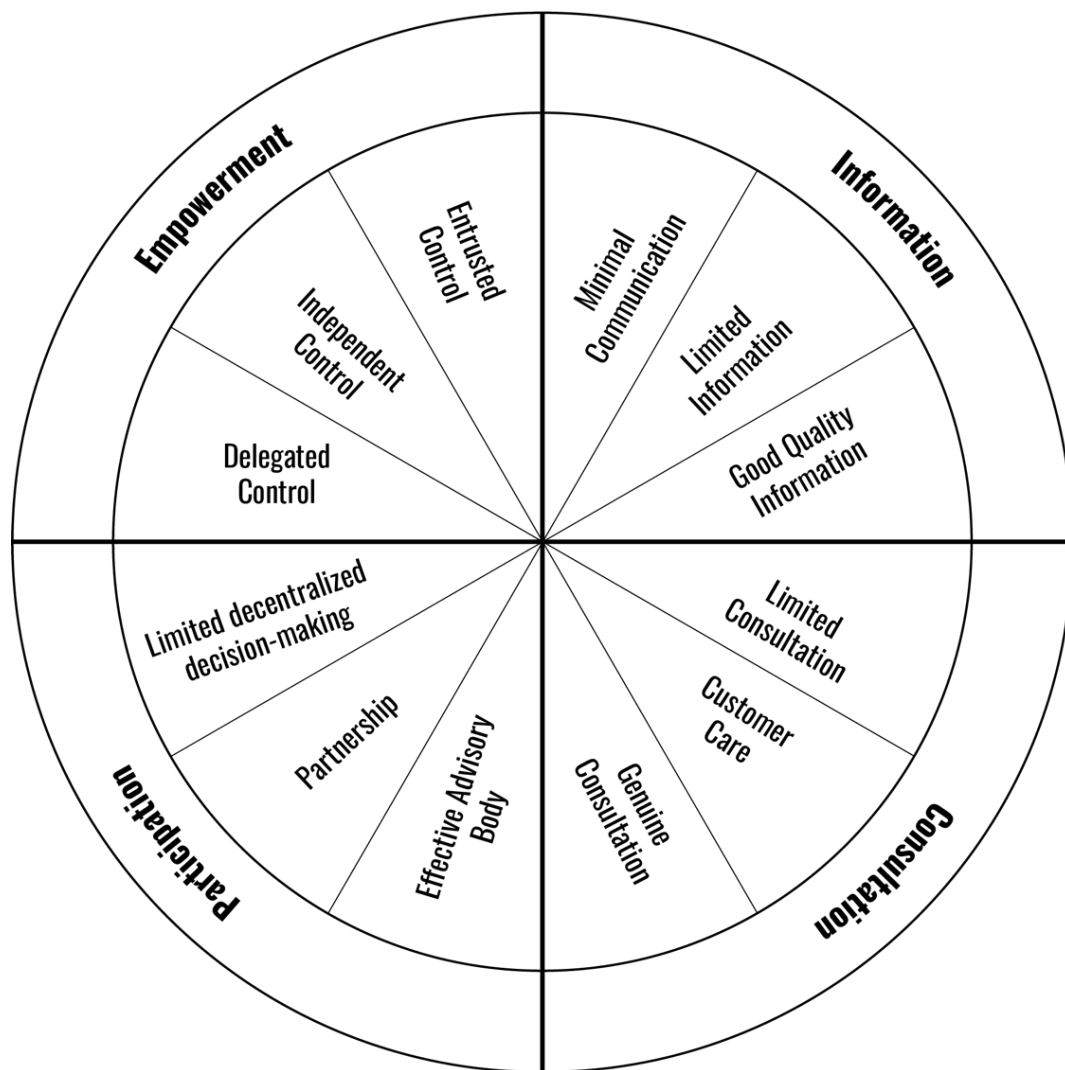 Information
Minimal
Communication
Limited
Information
Good Quality
Information
Consultation
Limited
Consultation
Customer
Care
Genuine
Consultation
Participation
Effective Advisory
Body
Partnership
Limited decentralized
decision-making
Empowerment
Delegated
Control
Independent
Control
Entrusted
Control